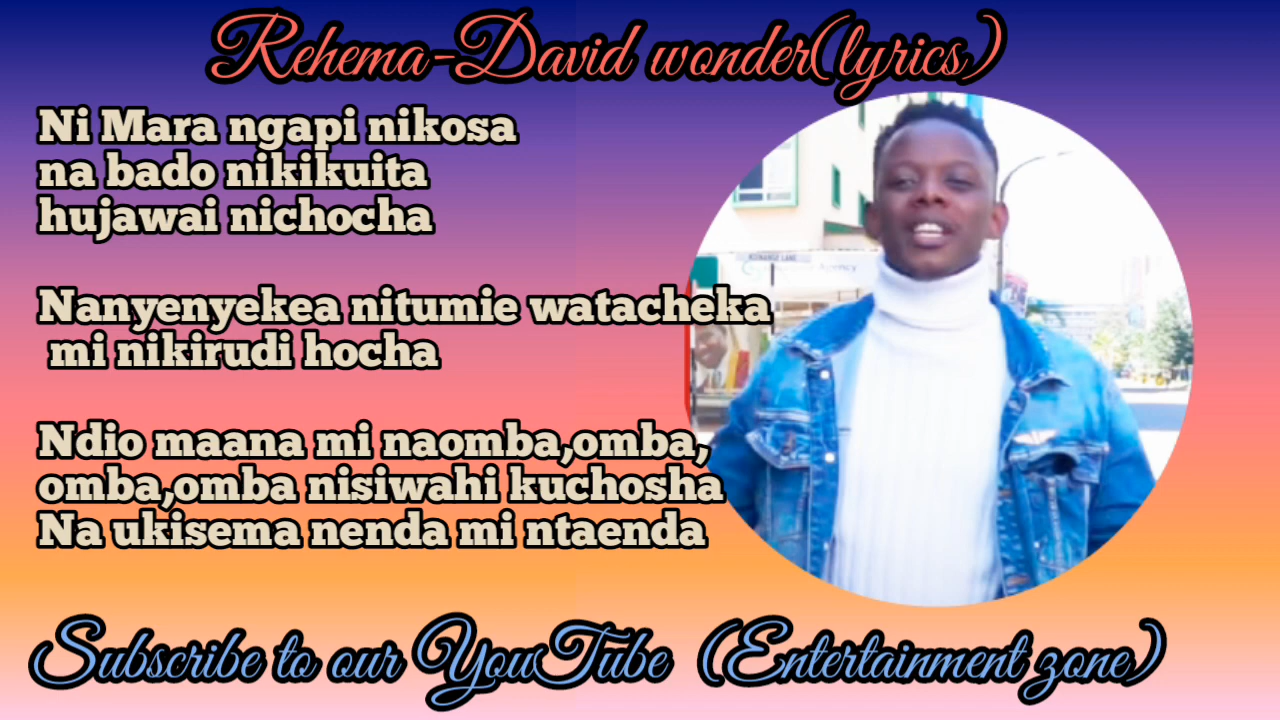 Rehema-David wonder(lyrics)
Ni Mara ngapi nikosa
na bado nikikuita
hujawai nichocha
Nanyenyekea nitumie watacheka
mi nikirudi hocha
Ndio maana mi naomba,omba,
omba,omba nisiwahi kuchosha
Na ukisema nenda mi ntaenda
Subscribe to our YouTube (Entertainment zone)